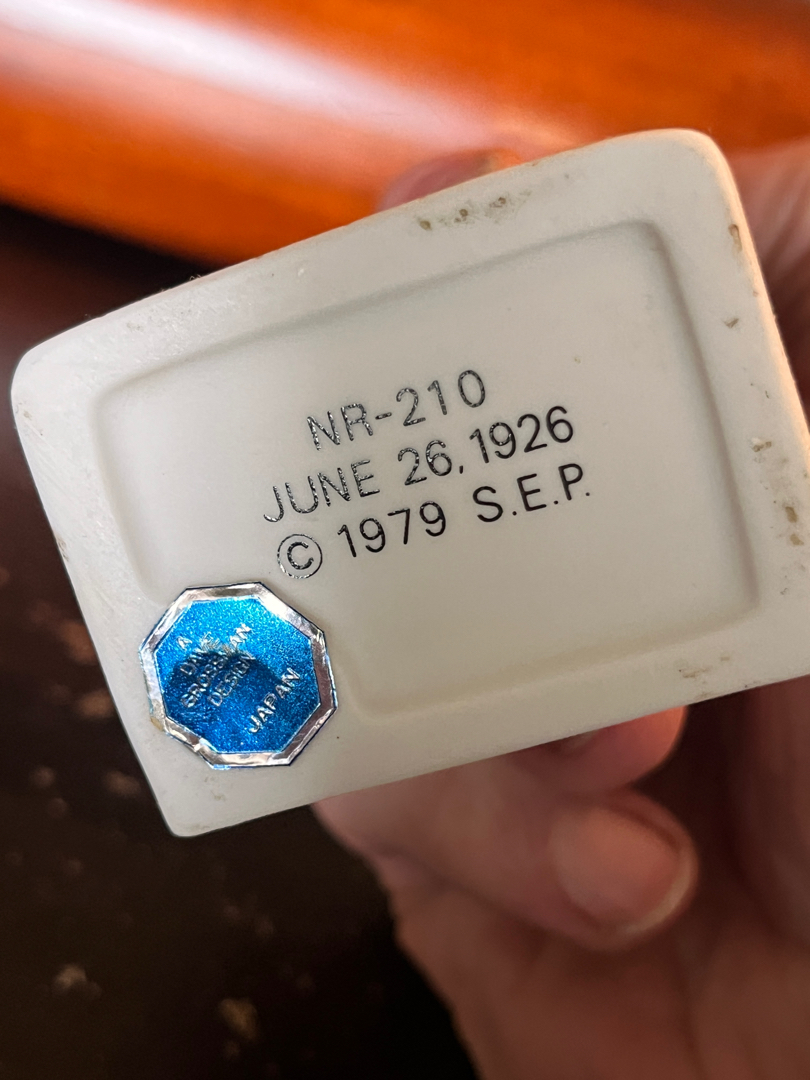 NR-210
JUNE 26, 1926
© 1979 S.E.P.
A
DAVE
GROSSMAN
DESIGN
JAPAN